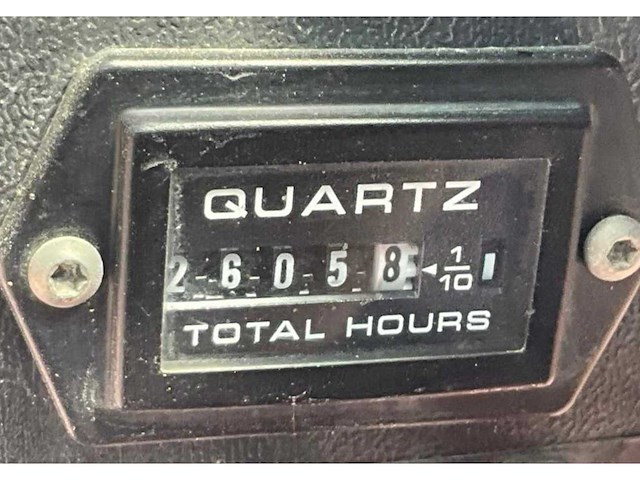 QUARTZ
26058 ◄ 1/10
TOTAL HOURS